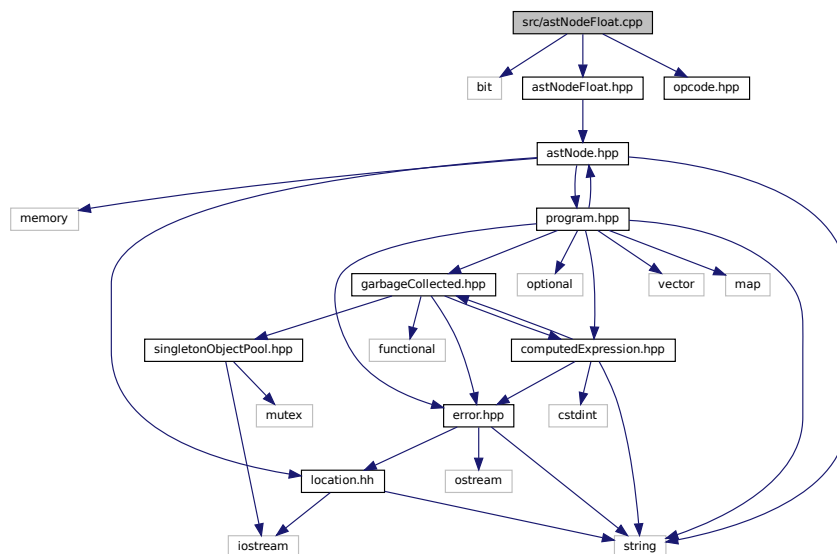 src/astNodeFloat.cpp
bit
astNodeFloat.hpp
opcode.hpp
astNode.hpp
memory
program.hpp
garbageCollected.hpp
optional
vector
map
singletonObjectPool.hpp
functional
computedExpression.hpp
mutex
error.hpp
cstdint
location.hh
ostream
iostream
string